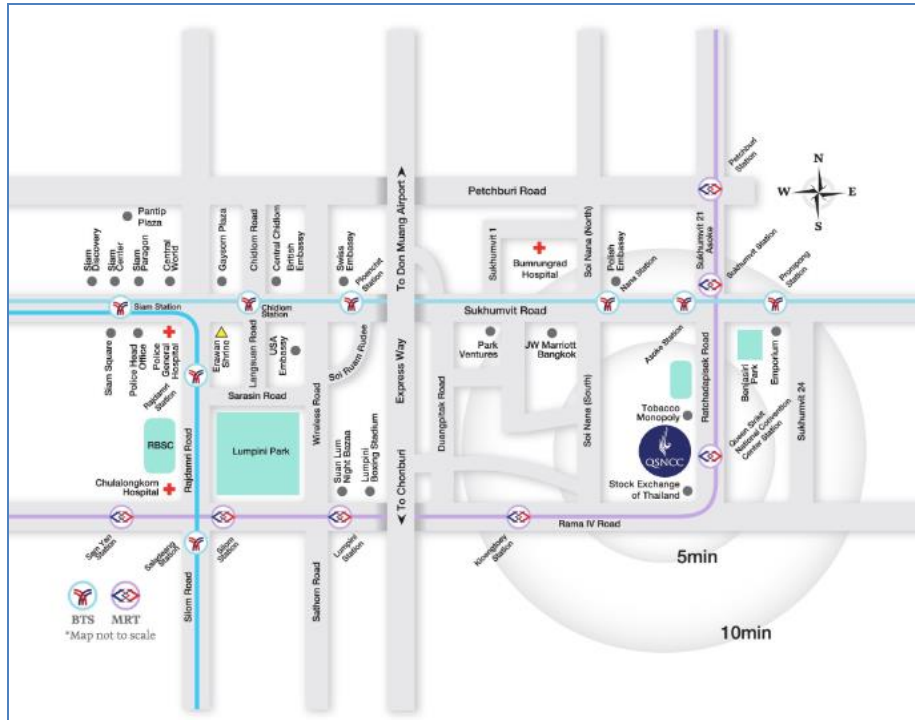 Petchburi
Station
N
W
E
S
Petchburi Road
To Don Muang Airport
Pantip
Plaza
Siam
Discovery
Siam
Center
Siam
Paragon
Central
World
Gaysorn Plaza
Chidlom Road
Central Chidlom
British
Embassy
Swiss
Embassy
Ploenchit
Station
Sukhumvit 1
Bumrungrad
Hospital
Soi Nana (North)
Polish
Embassy
Nana Station
Sukhumvit 21
Asoke
Sukhumvit Station
Prompong
Station
Siam Station
Chidlom
Station
Sukhumvit Road
Siam Square
Police Head
Office
Police
General
Hospital
Rajdamri
Station
Erawan
Shrine
Langsuan Road
USA
Embassy
Soi Ruam Rudee
Express Way
Park
Ventures
JW Marriott
Bangkok
Asoke Station
Ratchadapisek Road
Benjasiri
Park
Emporium
Sarasin Road
Wireless Road
Duangpitak Road
Soi Nana (South)
Tobacco
Monopoly
Sukhumvit 24
RBSC
Rajdamri Road
Lumpini Park
Suan Lum
Night Bazaa
Lumpini
Boxing Stadium
QSNCC
Queen Sirikit
National Convention
Center Station
Chulalongkorn
Hospital
Stock Exchange
of Thailand
To Chonburi
Rama IV Road
Sam Yan
Station
Saladaeng
Station
Silom
Station
Lumpini
Station
Kloengtoey
Station
5min
Silom Road
Sathorn Road
BTS
MRT
*Map not to scale
10min